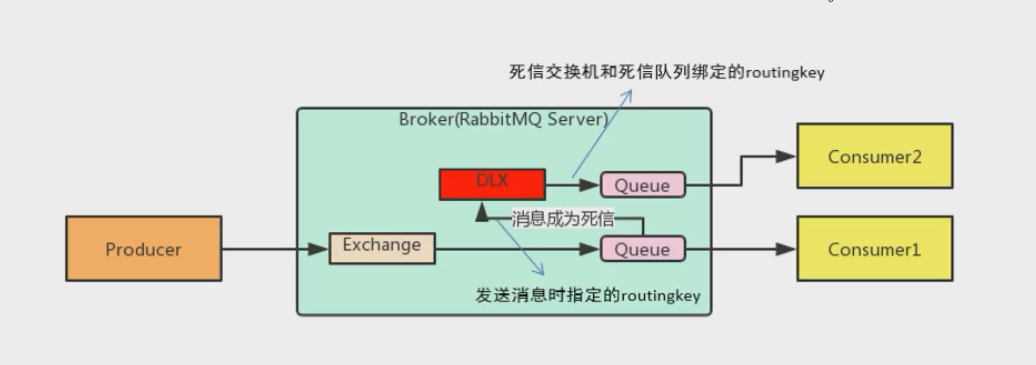 死信交换机和死信队列绑定的routingkey
Broker(RabbitMQ Server)
DLX
Queue
Consumer2
消息成为死信
Producer
Exchange
Queue
Consumer1
发送消息时指定的routingkey